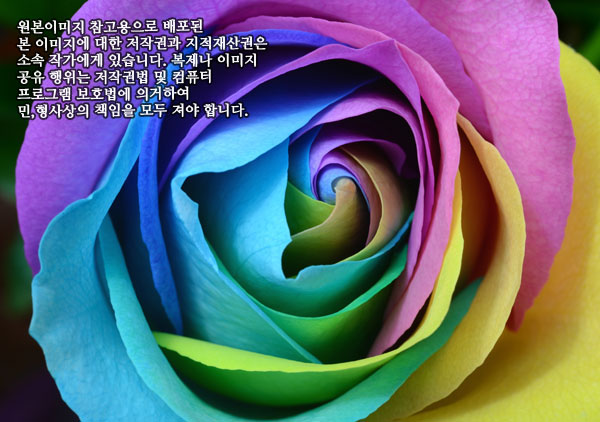 원본이미지 참고용으로 배포된
본 이미지에 대한 저작권과 지적재산권은
소속 작가에게 있습니다. 복제나 이미지
공유 행위는 저작권법 및 컴퓨터
프로그램 보호법에 의거하여
민,형사상의 책임을 모두 져야 합니다.